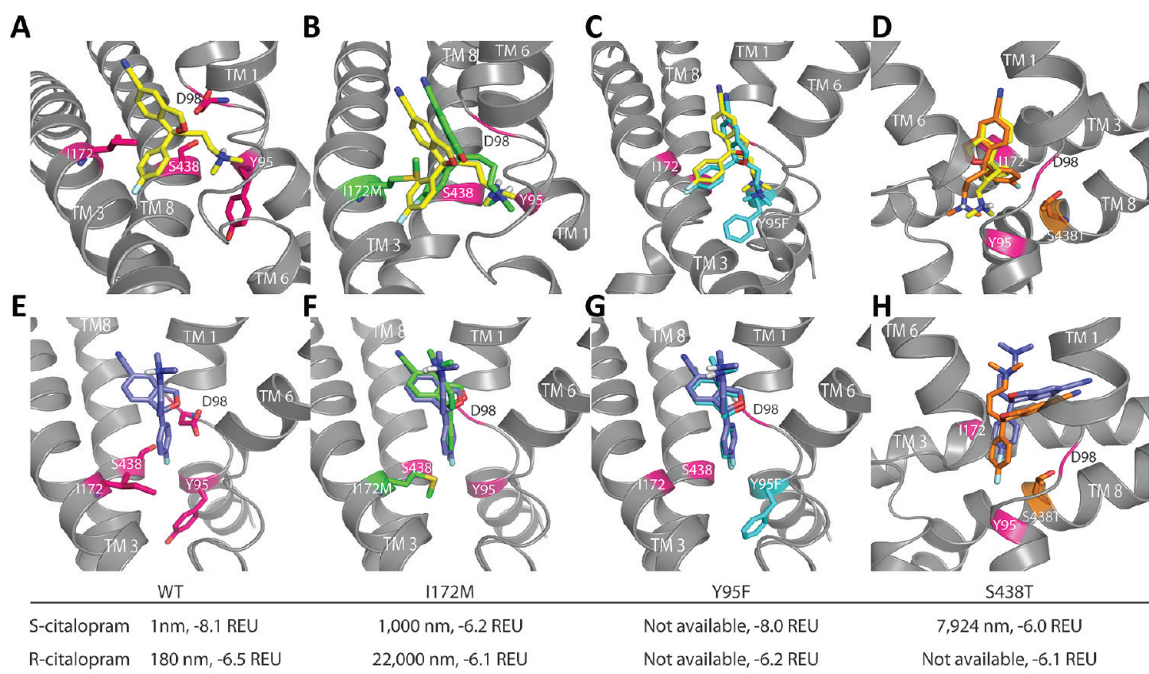 A
B
C
D
TM 1
D98
I172
S438
Y95
TM 3
TM 8
TM 6
TM 8
TM 6
D98
I172M
S438
Y95
TM 3
TM 1
TM 1
TM 8
TM 6
I172
Y95F
TM 3
TM 1
TM 6
TM 3
I172
D98
TM 8
Y95
S438T
E
F
G
H
TM8
TM 1
TM 6
D98
S438
I172
Y95
TM 3
TM 8
TM 1
TM 6
D98
S438
I172M
Y95
TM 3
TM 8
TM 1
TM 6
D98
S438
I172
Y95F
TM 3
TM 6
TM 1
I172
TM 3
D98
TM 8
Y95
S438T
WT I172M Y95F S438T
S-citalopram 1nm, -8.1 REU 1,000 nm, -6.2 REU Not available, -8.0 REU 7,924 nm, -6.0 REU
R-citalopram 180 nm, -6.5 REU 22,000 nm, -6.1 REU Not available, -6.2 REU Not available, -6.1 REU